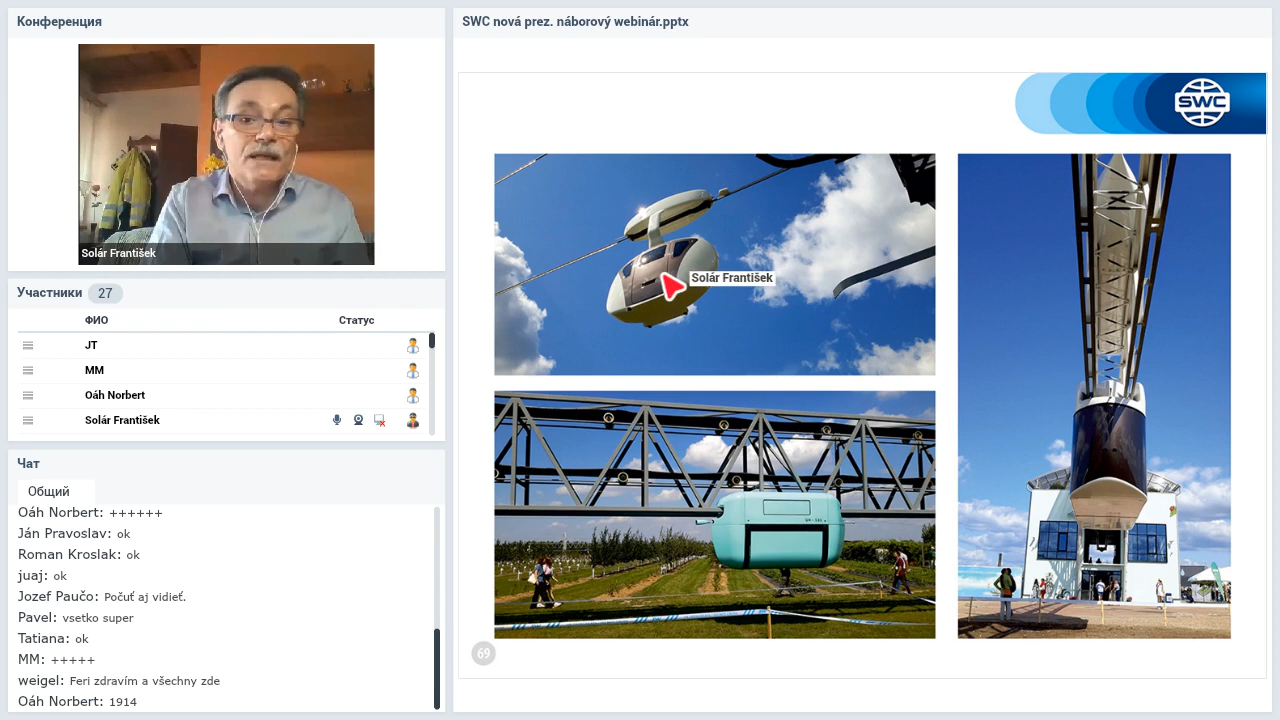 Конференция
Solár František
Участники 27
ФИО Статус
JT
MM
Oáh Norbert
Solár František
Чат
Общий
Oáh Norbert: ++++++
Ján Pravoslav: ok
Roman Kroslak: ok
juaj: ok
Jozef Paučo: Počuť aj vidieť.
Pavel: vsetko super
Tatiana: ok
MM: +++++
weigel: Feri zdravím a všechny zde
Oáh Norbert: 1914
SWC nová prez. náborový webinár.pptx
SWC
Solár František
69